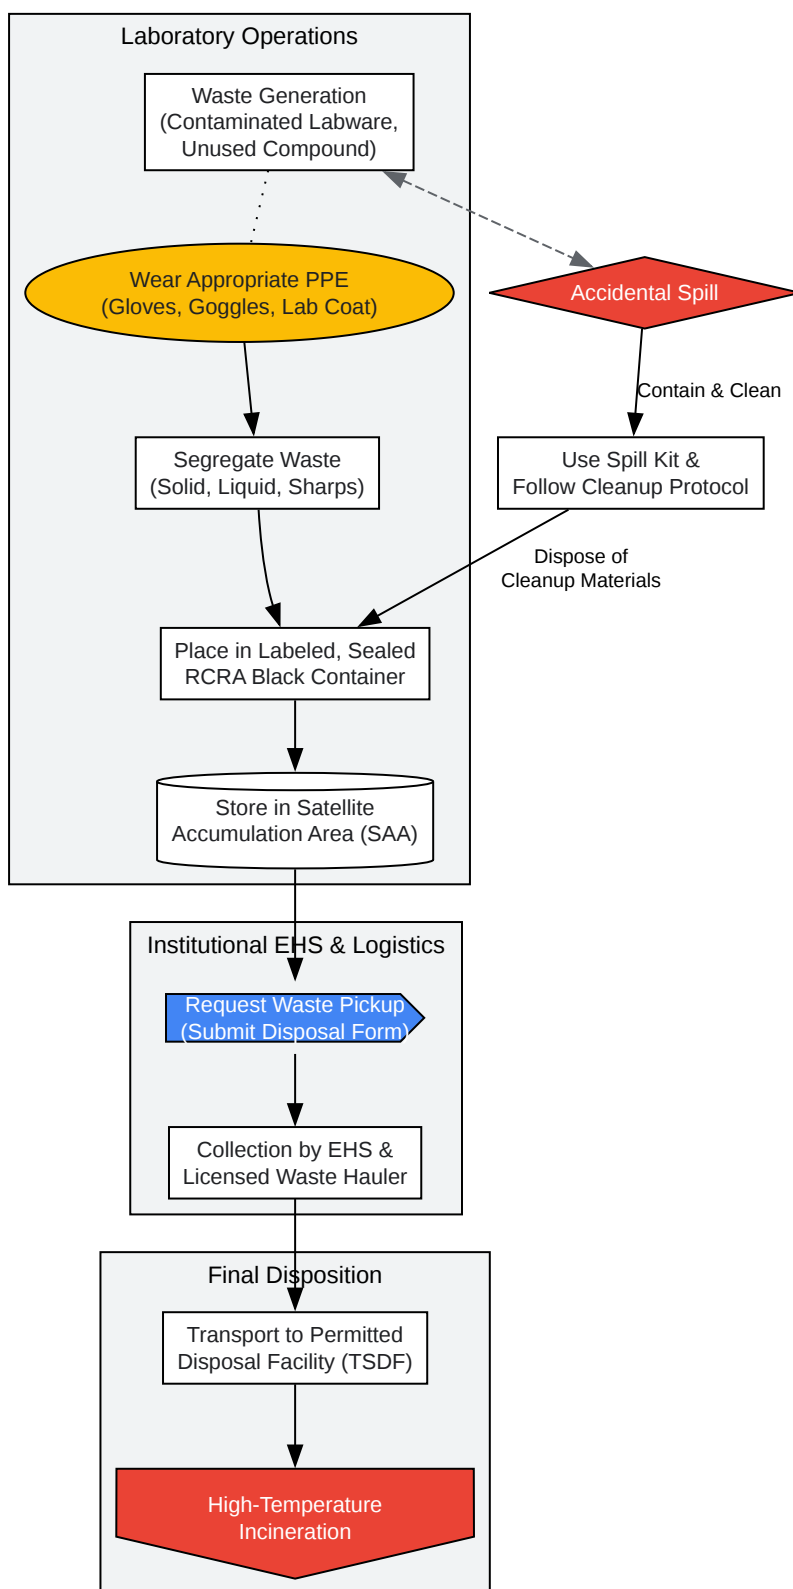 Laboratory Operations
Waste Generation
(Contaminated Labware,
Unused Compound)
Wear Appropriate PPE
(Gloves, Goggles, Lab Coat)
Accidental Spill
Contain & Clean
Segregate Waste
(Solid, Liquid, Sharps)
Use Spill Kit &
Follow Cleanup Protocol
Dispose of
Cleanup Materials
Place in Labeled, Sealed
RCRA Black Container
Store in Satellite
Accumulation Area (SAA)
Institutional EHS & Logistics
Request Waste Pickup
(Submit Disposal Form)
Collection by EHS &
Licensed Waste Hauler
Final Disposition
Transport to Permitted
Disposal Facility (TSDF)
High-Temperature
Incineration